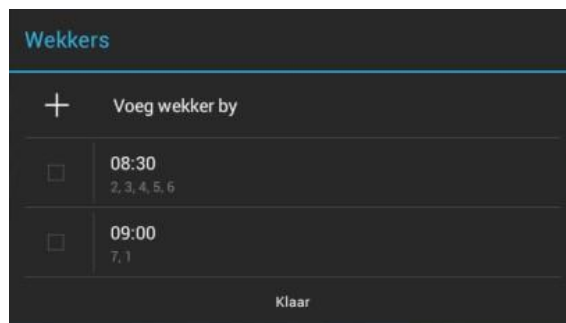 Wekkers
Voeg wekker by
08:30
2, 3, 4, 5, 6
09:00
7, 1
Klaar